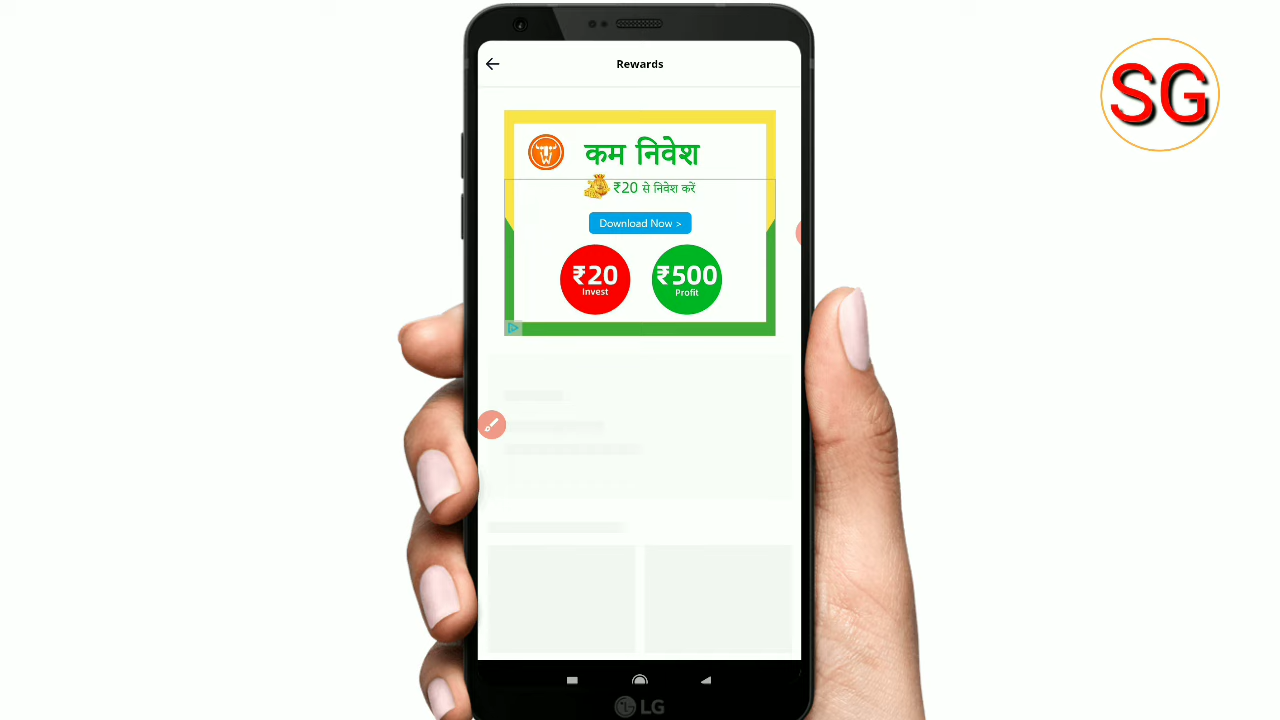 Rewards
SG
कम निवेश
₹20 से निवेश करें
Download Now >
₹20
Invest
₹500
Profit
LG